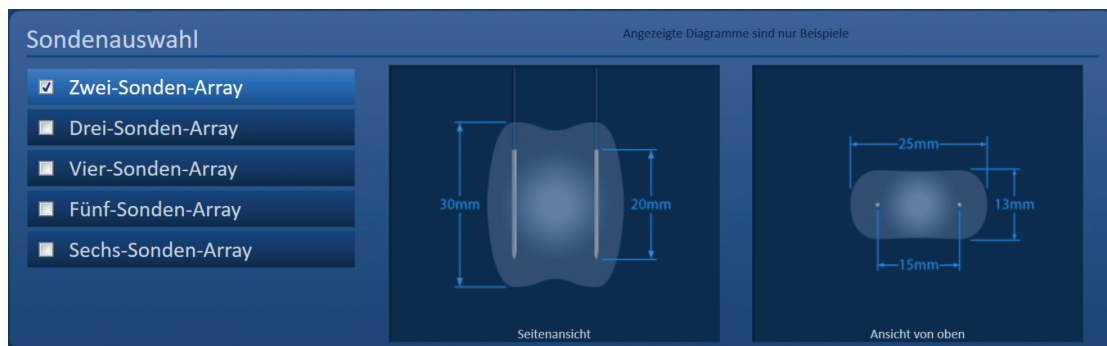 Sondenauswahl
Angezeigte Diagramme sind nur Beispiele
Zwei-Sonden-Array
Drei-Sonden-Array
Vier-Sonden-Array
Fünf-Sonden-Array
Sechs-Sonden-Array
30mm
20mm
Seitenansicht
25mm
13mm
15mm
Ansicht von oben